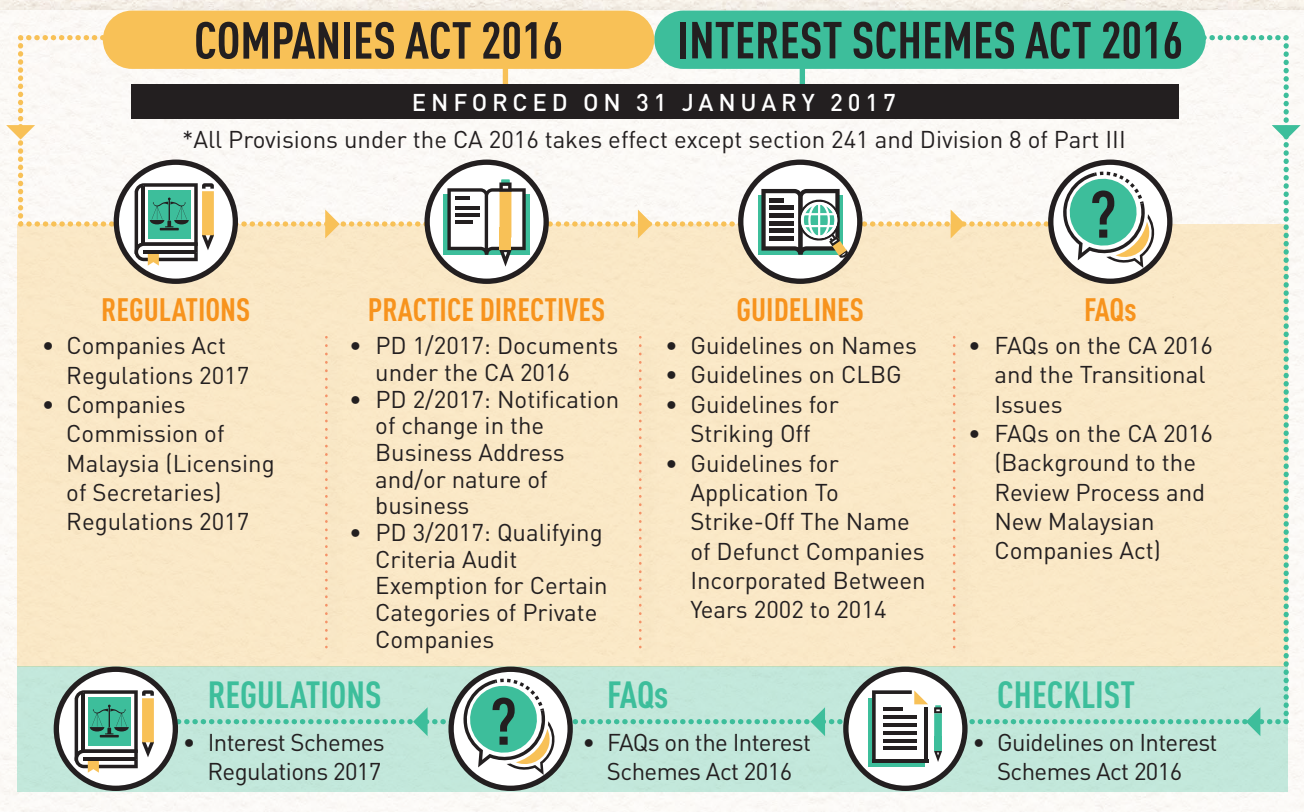 COMPANIES ACT 2016
INTEREST SCHEMES ACT 2016
ENFORCED ON 31 JANUARY 2017
*All Provisions under the CA 2016 takes effect except section 241 and Division 8 of Part III
REGULATIONS
• Companies Act
Regulations 2017
• Companies
Commission of
Malaysia (Licensing
of Secretaries)
Regulations 2017
PRACTICE DIRECTIVES
• PD 1/2017: Documents
under the CA 2016
• PD 2/2017: Notification
of change in the
Business Address
and/or nature of
business
• PD 3/2017: Qualifying
Criteria Audit
Exemption for Certain
Categories of Private
Companies
GUIDELINES
• Guidelines on Names
• Guidelines on CLBG
• Guidelines for
Striking Off
• Guidelines for
Application To
Strike-Off The Name
of Defunct Companies
Incorporated Between
Years 2002 to 2014
?
FAQs
• FAQs on the CA 2016
and the Transitional
Issues
• FAQs on the CA 2016
(Background to the
Review Process and
New Malaysian
Companies Act)
REGULATIONS
• Interest Schemes
Regulations 2017
?
FAQs
• FAQs on the Interest
Schemes Act 2016
CHECKLIST
• Guidelines on Interest
Schemes Act 2016